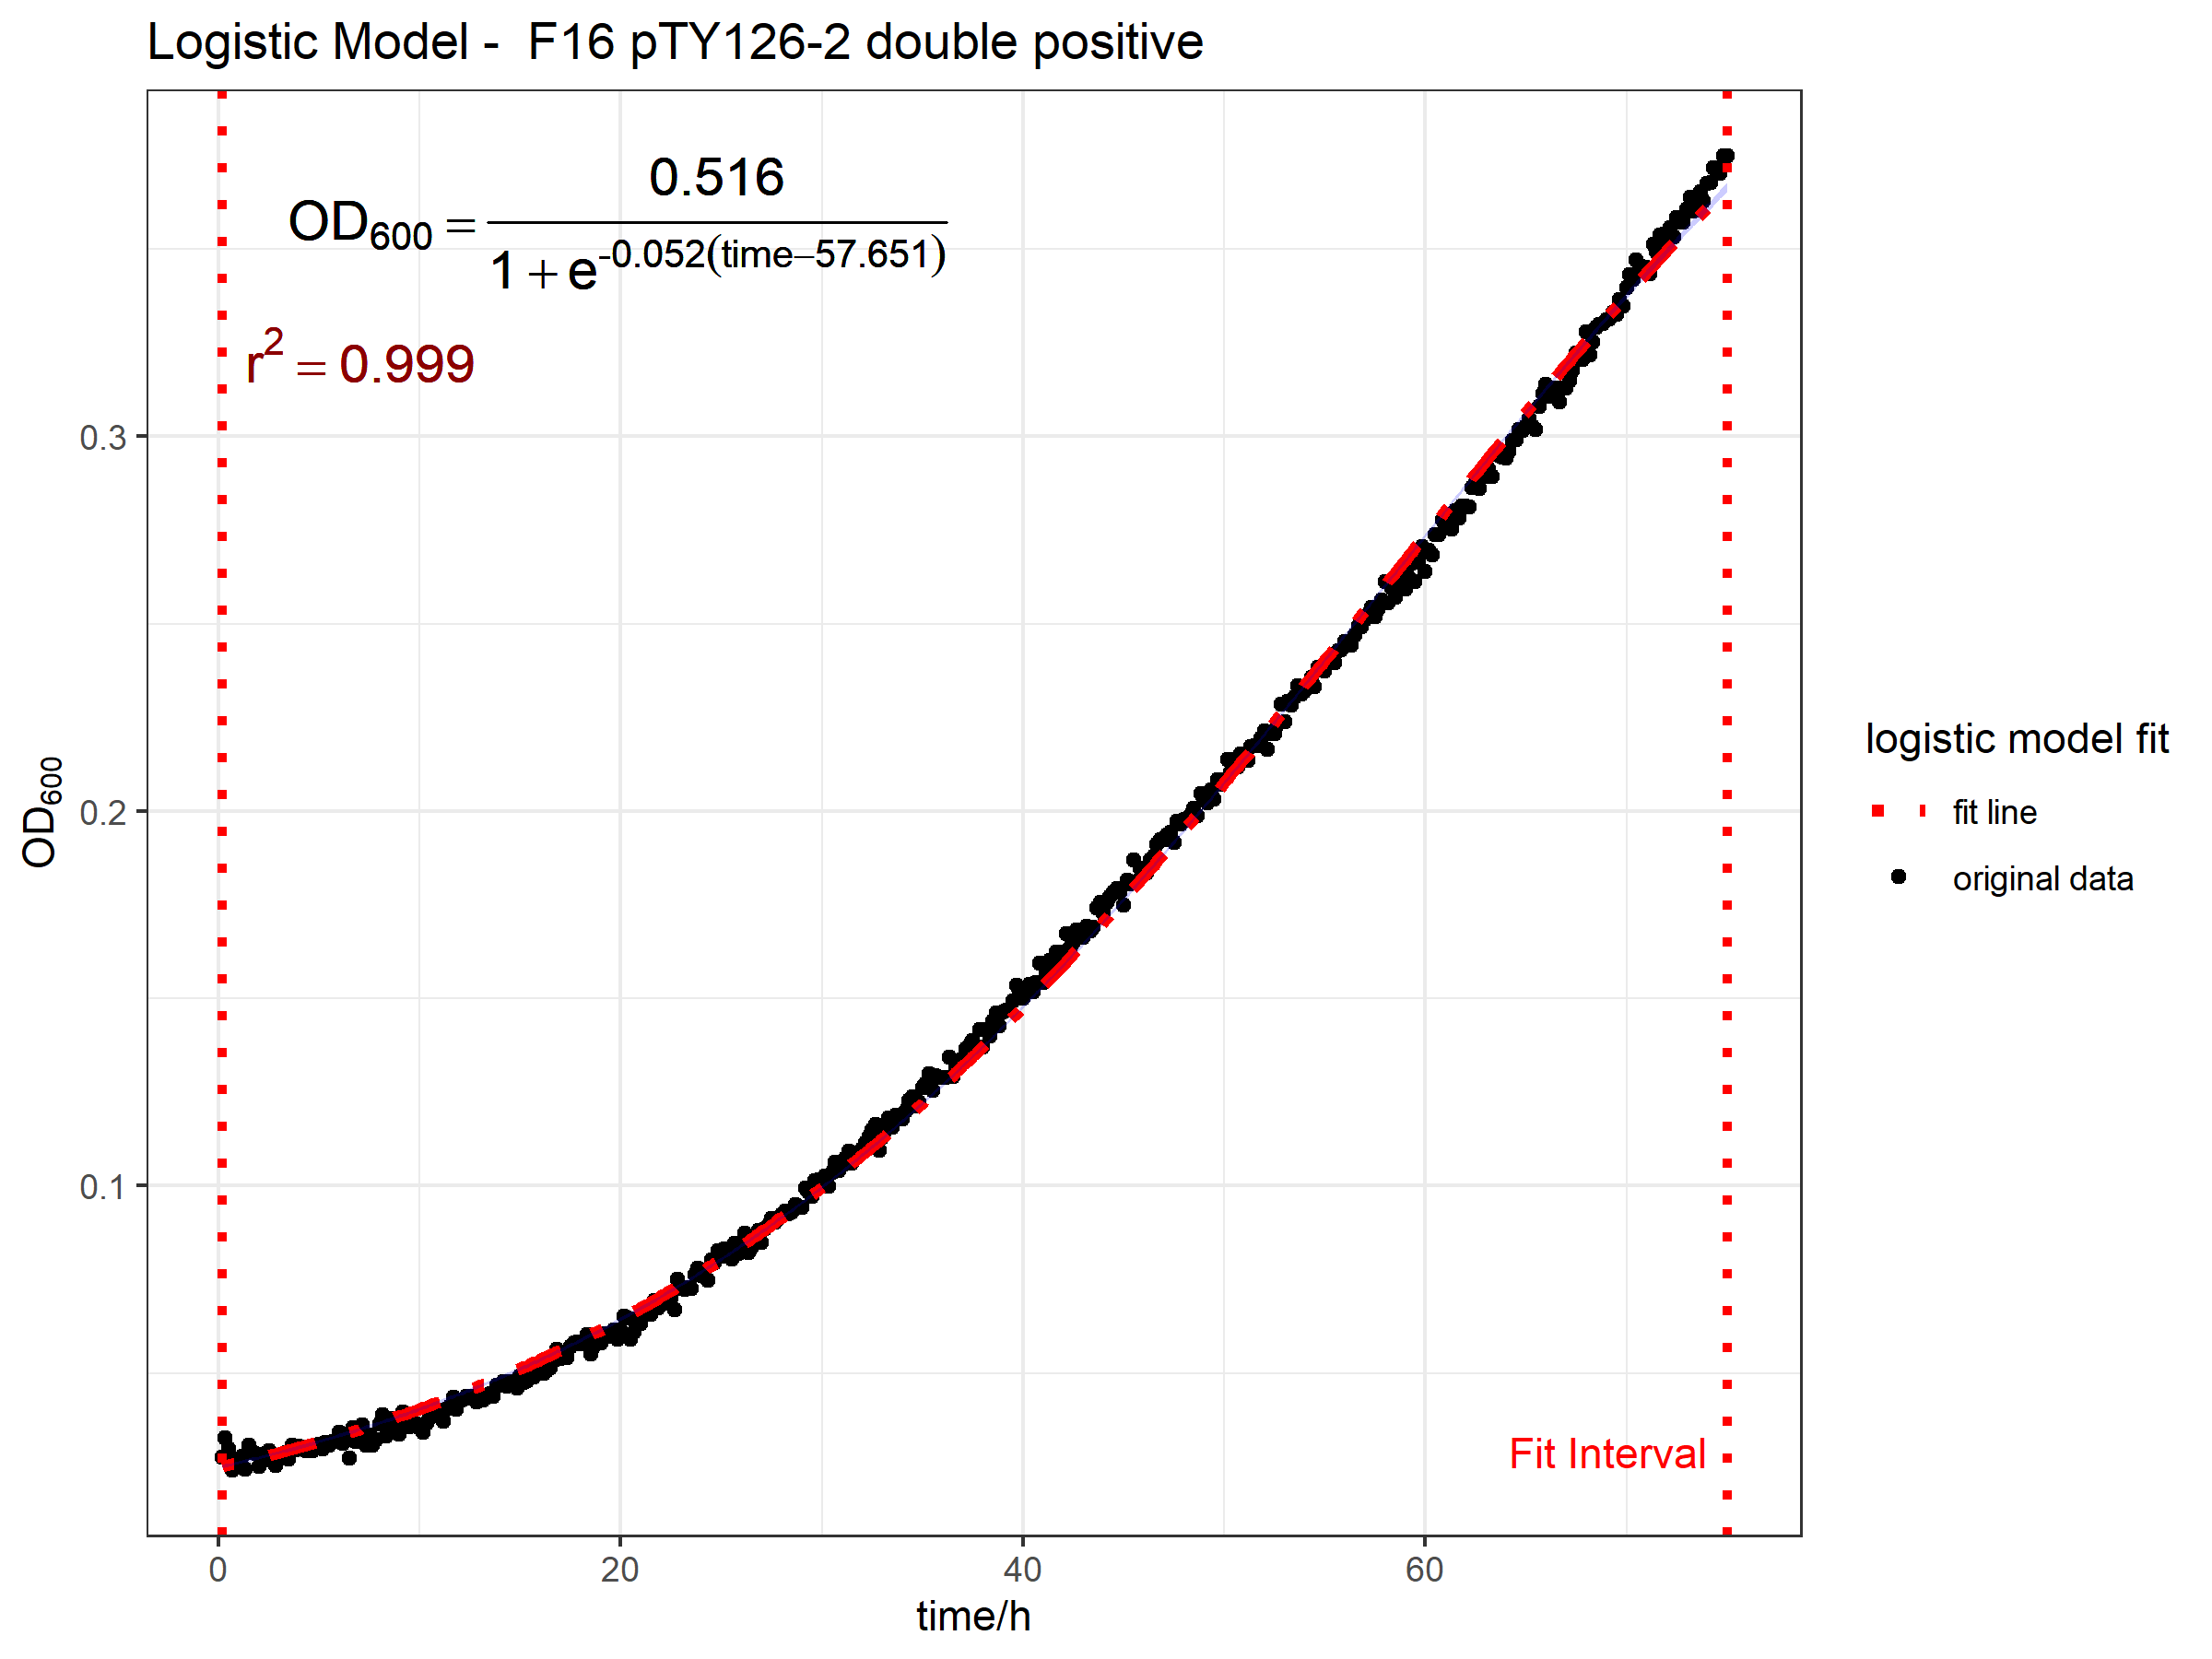 Logistic Model -  F16 pTY126-2 double positive
OD₆₀₀ = 0.516 / 1 + e^-0.052(time−57.651)
r² = 0.999
0.3
0.2
0.1
OD₆₀₀
logistic model fit
fit line
original data
Fit Interval
0 20 40 60
time/h